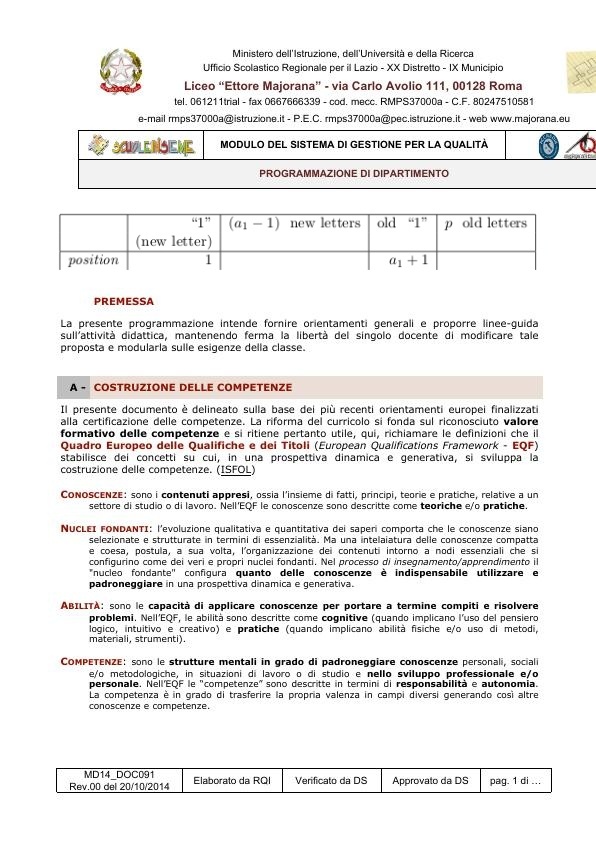 Ministero dell'Istruzione, dell'Università e della Ricerca
Ufficio Scolastico Regionale per il Lazio - XX Distretto - IX Municipio
Liceo “Ettore Majorana” - via Carlo Avolio 111, 00128 Roma
tel. 061211trial - fax 0667666339 - cod. mecc. RMPS37000a - C.F. 80247510581
e-mail rmps37000a@istruzione.it - P.E.C. rmps37000a@pec.istruzione.it - web www.majorana.eu
SCUOLEINSIEME MODULO DEL SISTEMA DI GESTIONE PER LA QUALITÀ
PROGRAMMAZIONE DI DIPARTIMENTO
“1” (a₁ − 1) new letters old “1” p old letters
(new letter)
position 1 a₁ + 1
PREMESSA
La presente programmazione intende fornire orientamenti generali e proporre linee-guida
sull'attività didattica, mantenendo ferma la libertà del singolo docente di modificare tale
proposta e modularla sulle esigenze della classe.
A - COSTRUZIONE DELLE COMPETENZE
Il presente documento è delineato sulla base dei più recenti orientamenti europei finalizzati
alla certificazione delle competenze. La riforma del curricolo si fonda sul riconosciuto valore
formativo delle competenze e si ritiene pertanto utile, qui, richiamare le definizioni che il
Quadro Europeo delle Qualifiche e dei Titoli (European Qualifications Framework - EQF)
stabilisce dei concetti su cui, in una prospettiva dinamica e generativa, si sviluppa la
costruzione delle competenze. (ISFOL)
CONOSCENZE: sono i contenuti appresi, ossia l'insieme di fatti, principi, teorie e pratiche, relative a un
settore di studio o di lavoro. Nell'EQF le conoscenze sono descritte come teoriche e/o pratiche.
NUCLEI FONDANTI: l'evoluzione qualitativa e quantitativa dei saperi comporta che le conoscenze siano
selezionate e strutturate in termini di essenzialità. Ma una intelaiatura delle conoscenze compatta
e coesa, postula, a sua volta, l'organizzazione dei contenuti intorno a nodi essenziali che si
configurino come dei veri e propri nuclei fondanti. Nel processo di insegnamento/apprendimento il
"nucleo fondante" configura quanto delle conoscenze è indispensabile utilizzare e
padroneggiare in una prospettiva dinamica e generativa.
ABILITÀ: sono le capacità di applicare conoscenze per portare a termine compiti e risolvere
problemi. Nell'EQF, le abilità sono descritte come cognitive (quando implicano l'uso del pensiero
logico, intuitivo e creativo) e pratiche (quando implicano abilità fisiche e/o uso di metodi,
materiali, strumenti).
COMPETENZE: sono le strutture mentali in grado di padroneggiare conoscenze personali, sociali
e/o metodologiche, in situazioni di lavoro o di studio e nello sviluppo professionale e/o
personale. Nell'EQF le “competenze” sono descritte in termini di responsabilità e autonomia.
La competenza è in grado di trasferire la propria valenza in campi diversi generando così altre
conoscenze e competenze.
MD14_DOC091
Rev.00 del 20/10/2014 Elaborato da RQI Verificato da DS Approvato da DS pag. 1 di …